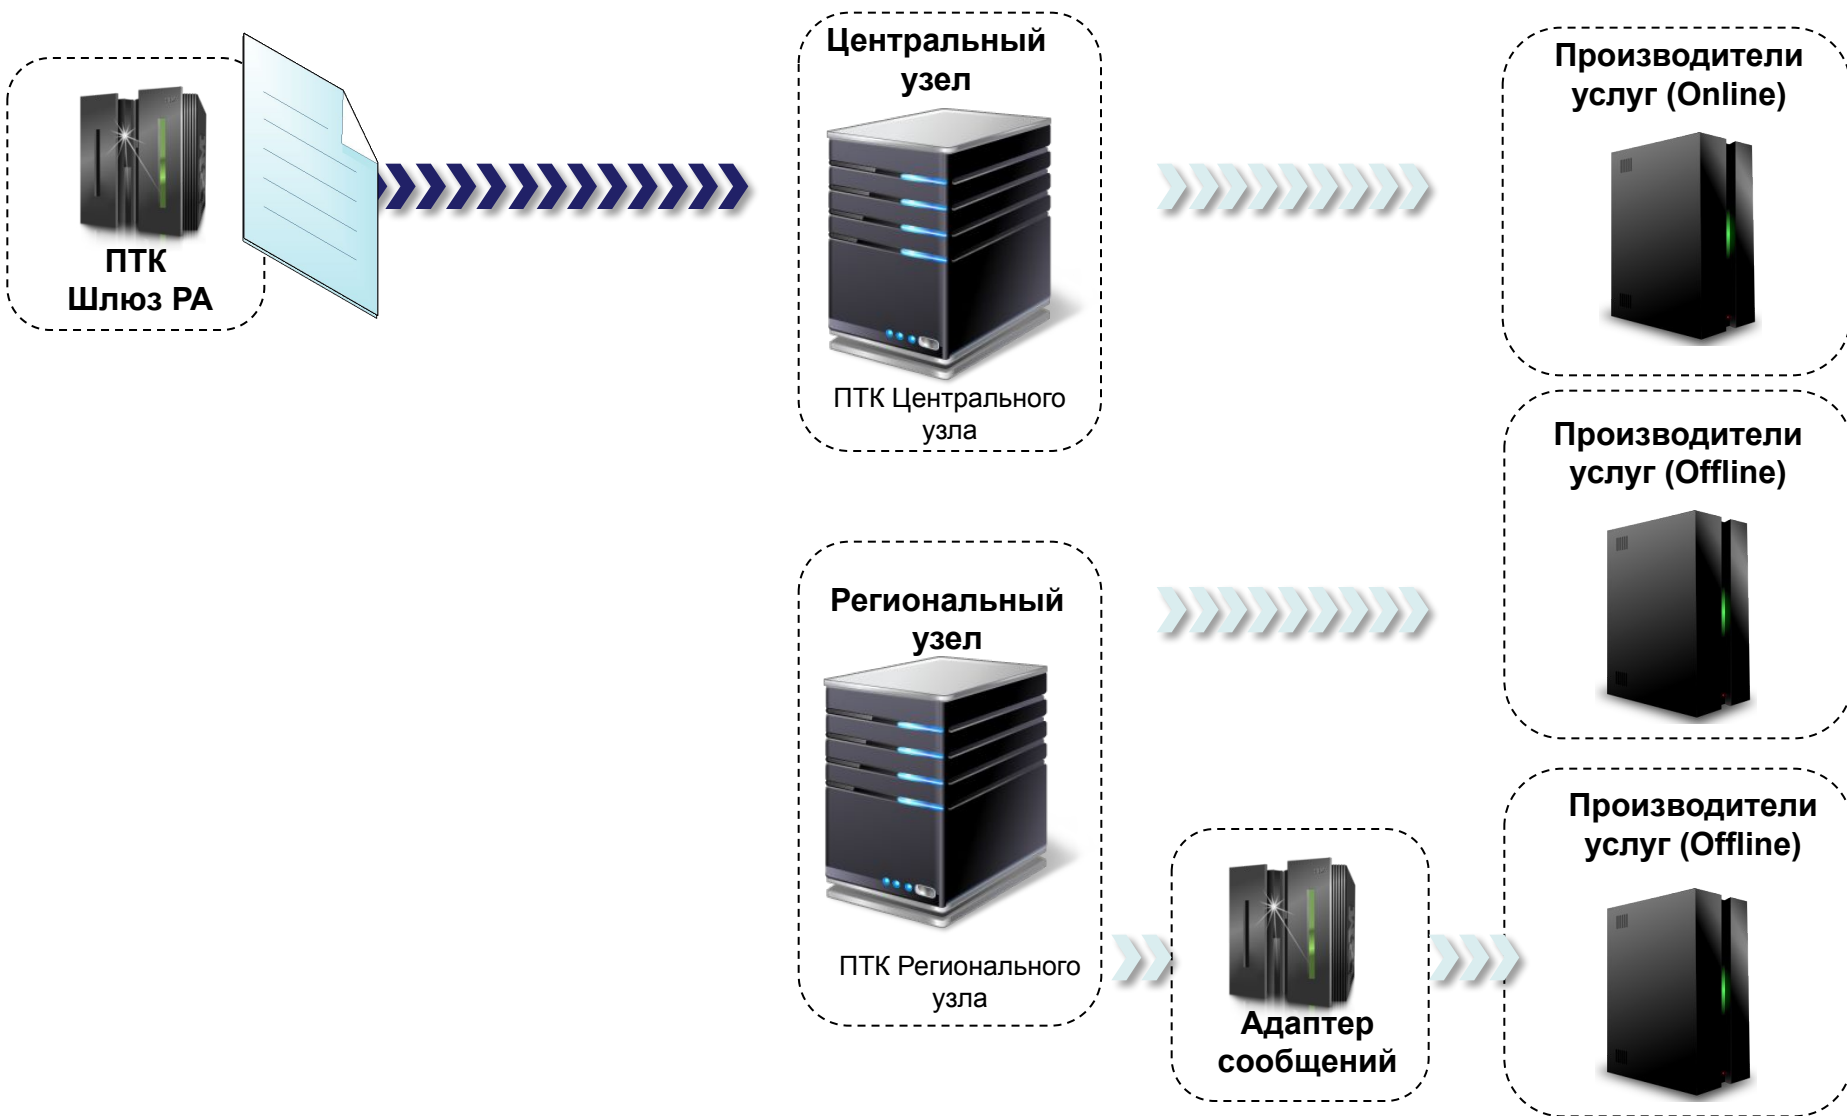 ПТК
Шлюз РА
Центральный
узел
ПТК Центрального
узла
Производители
услуг (Online)
Производители
услуг (Offline)
Региональный
узел
ПТК Регионального
узла
Адаптер
сообщений
Производители
услуг (Offline)